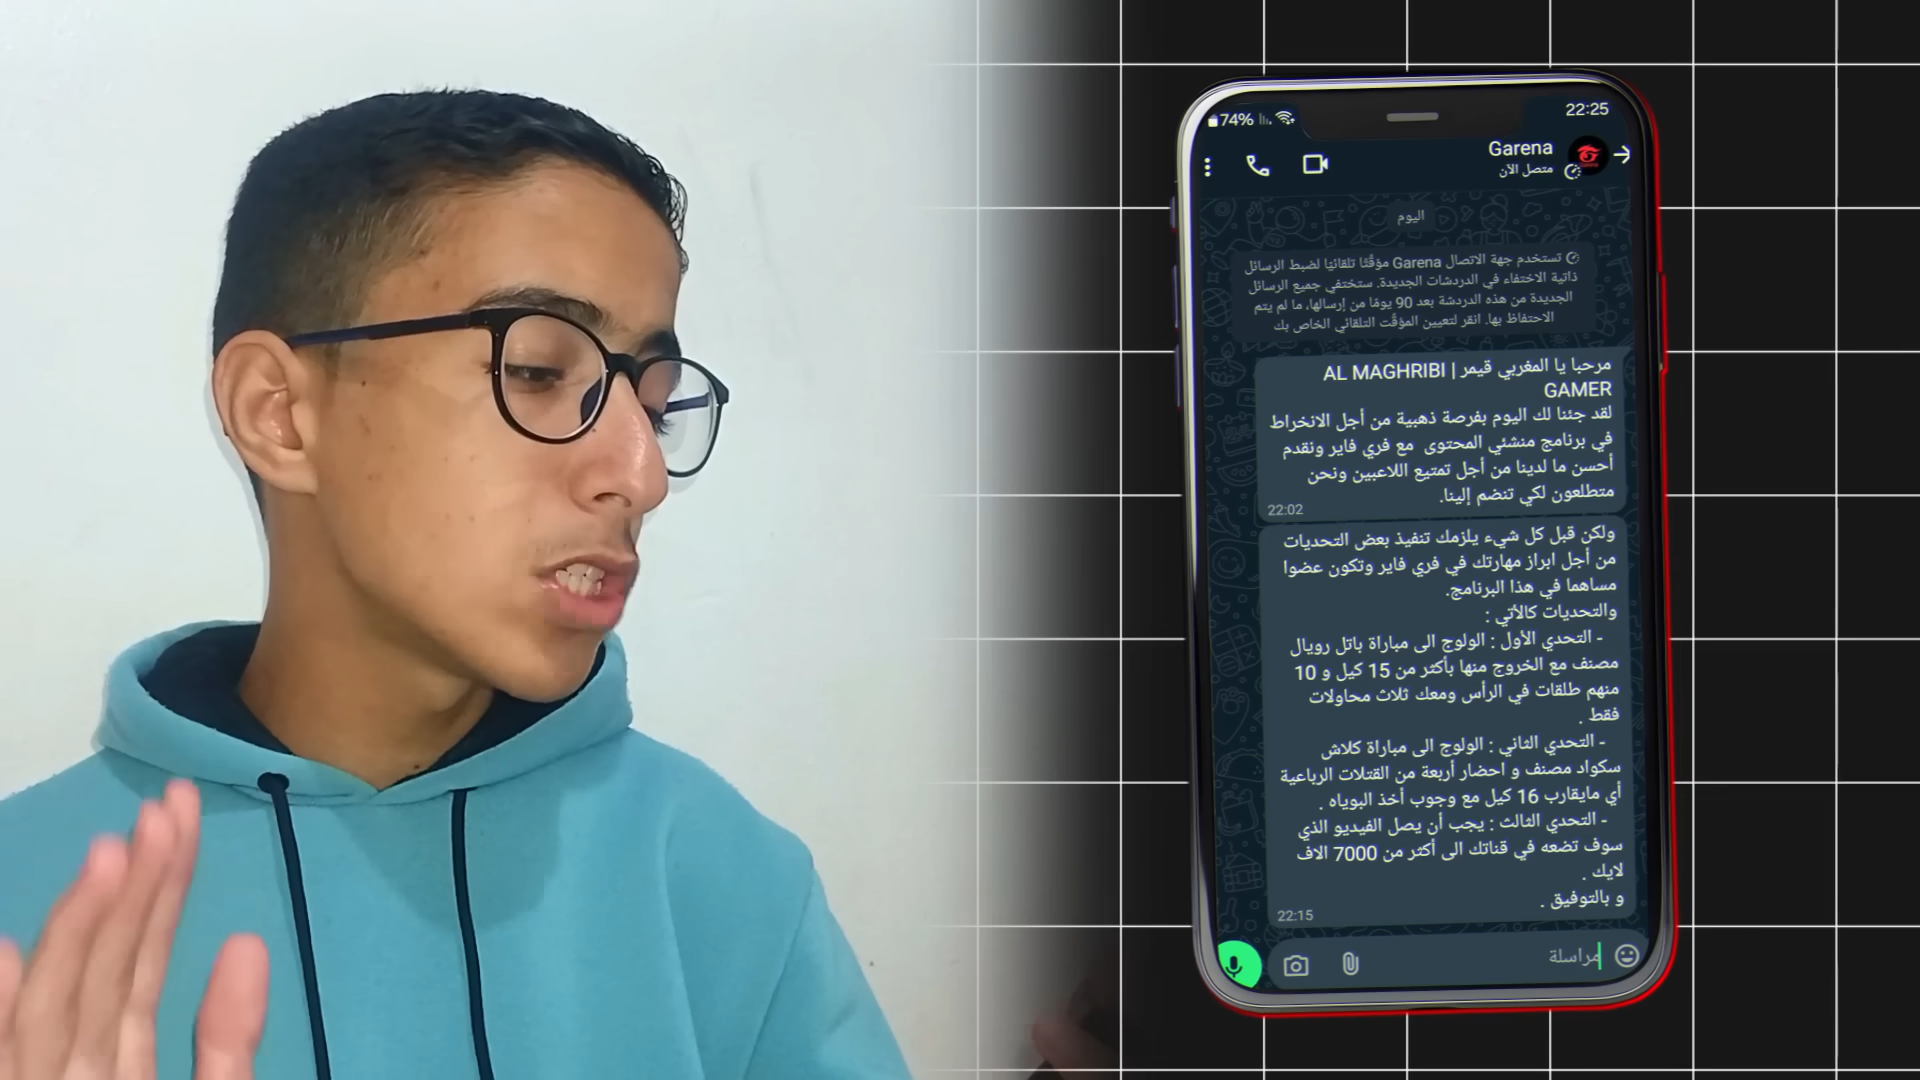 74%
22:25
Garena
متصل الآن
اليوم
تستخدم جهة الاتصال Garena مؤقتًا تلقائيًا لضبط الرسائل
ذاتية الاختفاء في الدردشات الجديدة. ستختفي جميع الرسائل
الجديدة من هذه الدردشة بعد 90 يومًا من إرسالها، ما لم يتم
الاحتفاظ بها. انقر لتعيين المؤقت التلقائي الخاص بك
مرحبا يا المغربي قيمر | AL MAGHRIBI
GAMER
لقد جئنا لك اليوم بفرصة ذهبية من أجل الانخراط
في برنامج منشئي المحتوى مع فري فاير ونقدم
أحسن ما لدينا من أجل تمتيع اللاعبين ونحن
متطلعون لكي تنضم إلينا.
22:02
ولكن قبل كل شيء يلزمك تنفيذ بعض التحديات
من أجل ابراز مهارتك في فري فاير وتكون عضوا
مساهما في هذا البرنامج.
والتحديات كالأتي :
- التحدي الأول : الولوج الى مباراة باتل رويال
مصنف مع الخروج منها بأكثر من 15 كيل و 10
منهم طلقات في الرأس ومعك ثلاث محاولات
فقط .
- التحدي الثاني : الولوج الى مباراة كلاش
سكواد مصنف و احضار أربعة من القتلات الرباعية
أي مايقارب 16 كيل مع وجوب أخذ البوياه .
- التحدي الثالث : يجب أن يصل الفيديو الذي
سوف تضعه في قناتك الى أكثر من 7000 الاف
لايك .
و بالتوفيق .
22:15
مراسلة